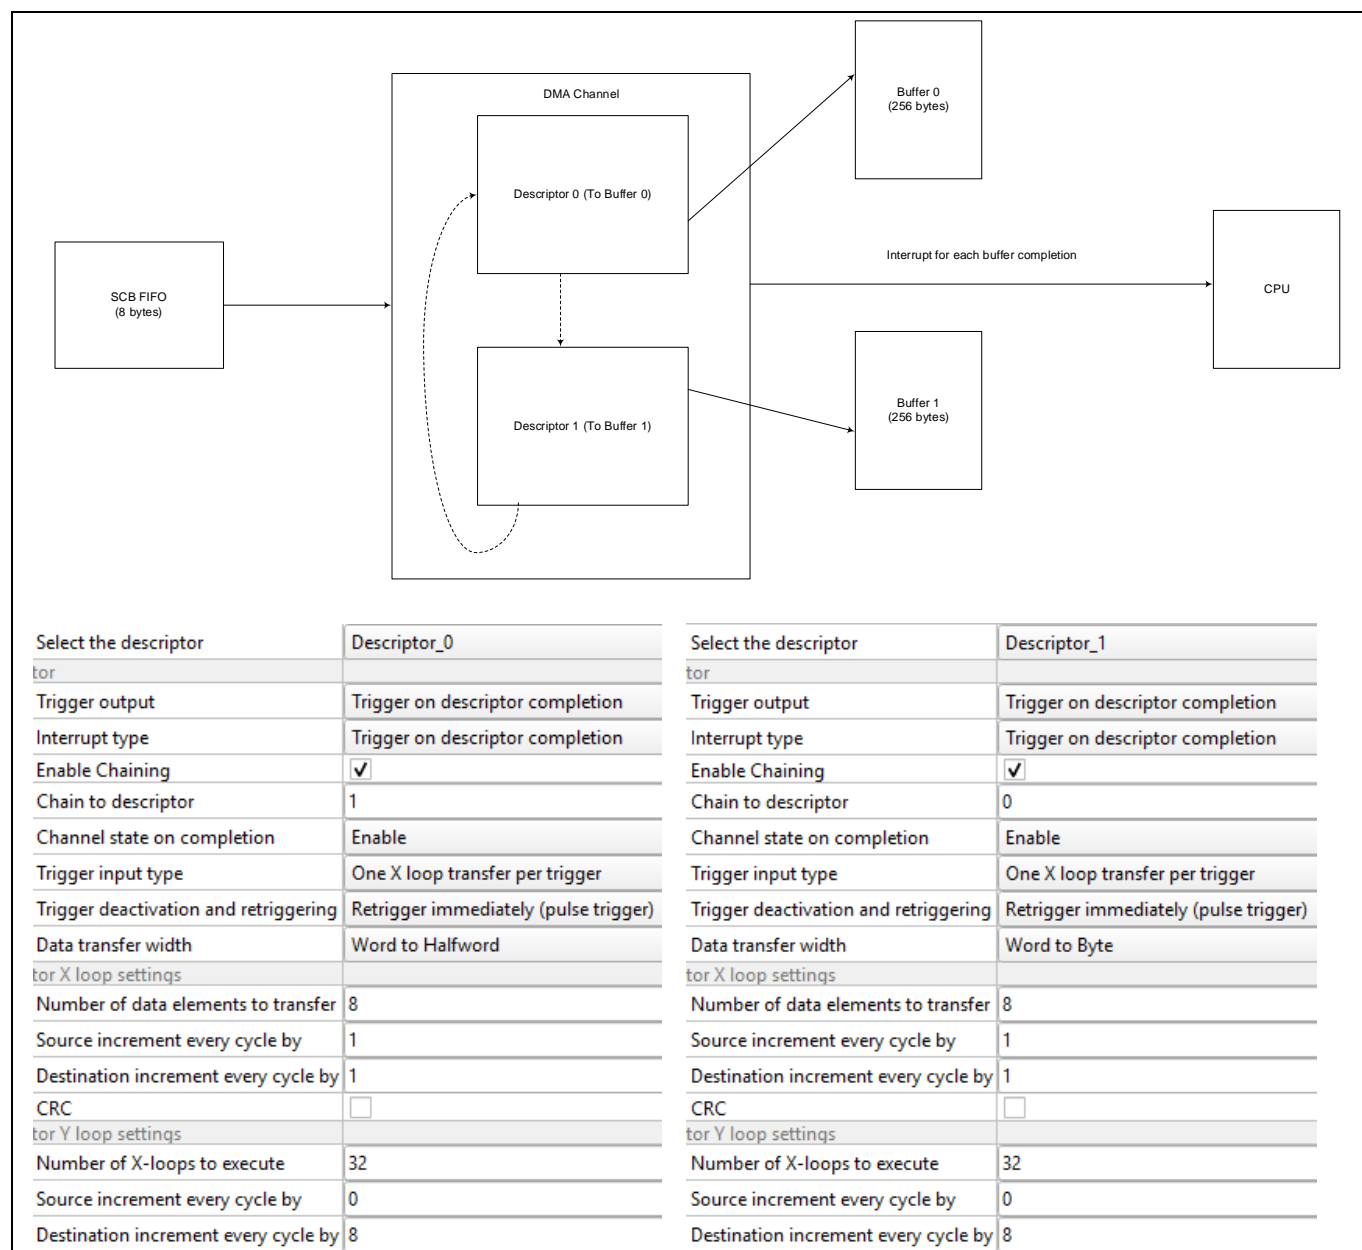 DMA Channel
Buffer 0
(256 bytes)
Descriptor 0 (To Buffer 0)
Interrupt for each buffer completion
SCB FIFO
(8 bytes)
CPU
Buffer 1
(256 bytes)
Descriptor 1 (To Buffer 1)
Select the descriptor Descriptor_0
tor
Trigger output Trigger on descriptor completion
Interrupt type Trigger on descriptor completion
Enable Chaining
Chain to descriptor 1
Channel state on completion Enable
Trigger input type One X loop transfer per trigger
Trigger deactivation and retriggering Retrigger immediately (pulse trigger)
Data transfer width Word to Halfword
tor X loop settings
Number of data elements to transfer 8
Source increment every cycle by 1
Destination increment every cycle by 1
CRC
tor Y loop settings
Number of X-loops to execute 32
Source increment every cycle by 0
Destination increment every cycle by 8
Select the descriptor Descriptor_1
tor
Trigger output Trigger on descriptor completion
Interrupt type Trigger on descriptor completion
Enable Chaining
Chain to descriptor 0
Channel state on completion Enable
Trigger input type One X loop transfer per trigger
Trigger deactivation and retriggering Retrigger immediately (pulse trigger)
Data transfer width Word to Byte
tor X loop settings
Number of data elements to transfer 8
Source increment every cycle by 1
Destination increment every cycle by 1
CRC
tor Y loop settings
Number of X-loops to execute 32
Source increment every cycle by 0
Destination increment every cycle by 8